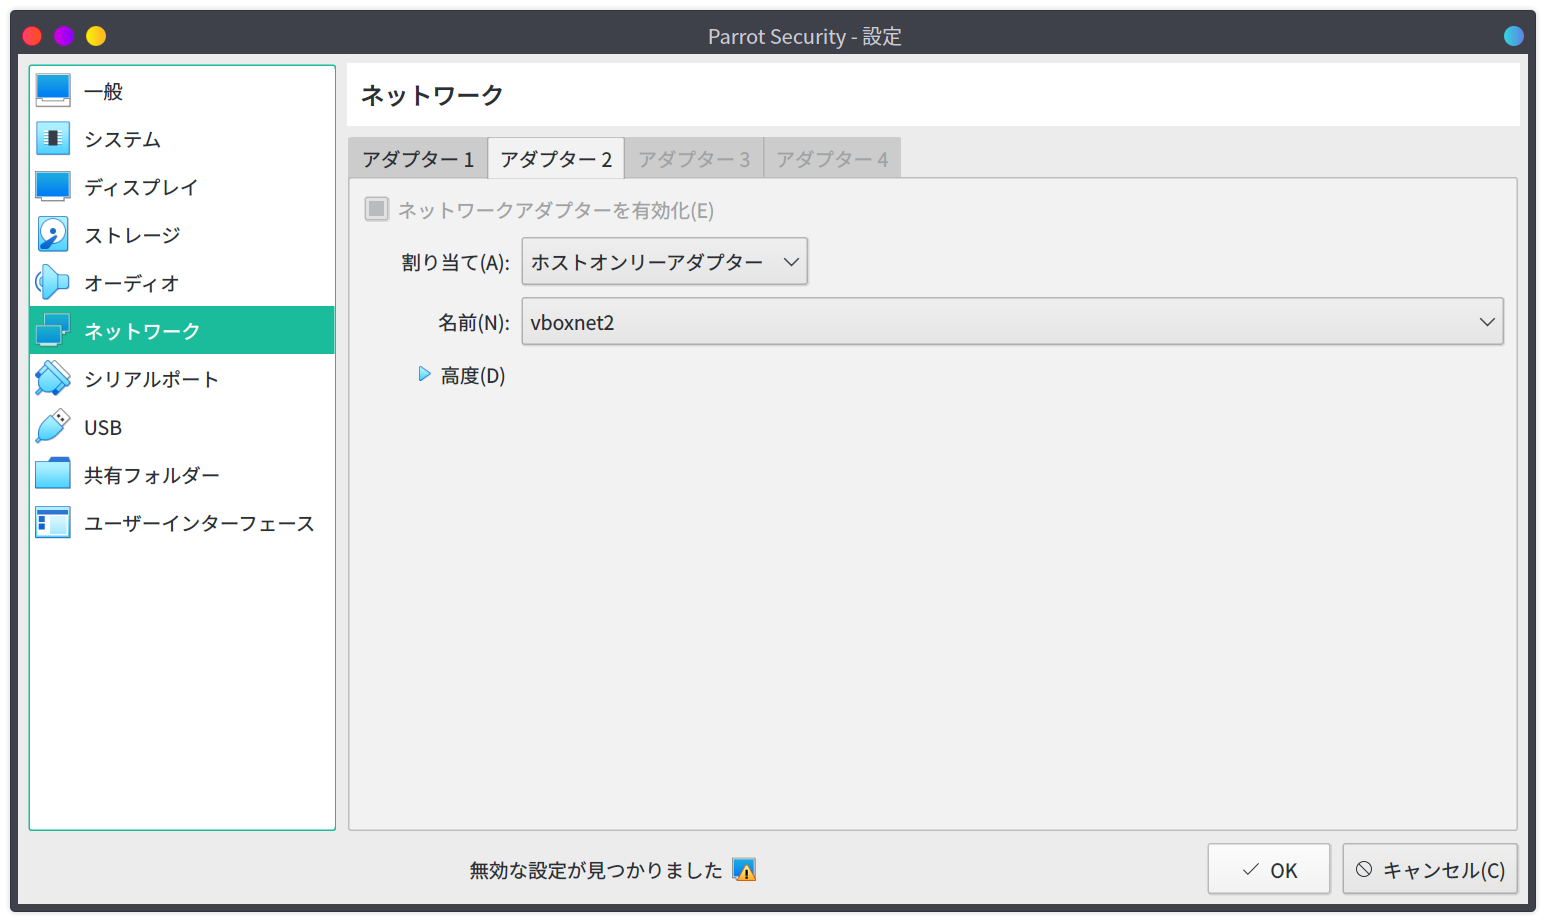 Parrot Security - 設定
一般
システム
ディスプレイ
ストレージ
オーディオ
ネットワーク
シリアルポート
USB
共有フォルダー
ユーザーインターフェース
ネットワーク
アダプター 1 アダプター 2 アダプター 3 アダプター 4
ネットワークアダプターを有効化(E)
割り当て(A): ホストオンリーアダプター
名前(N): vboxnet2
高度(D)
無効な設定が見つかりました
OK キャンセル(C)